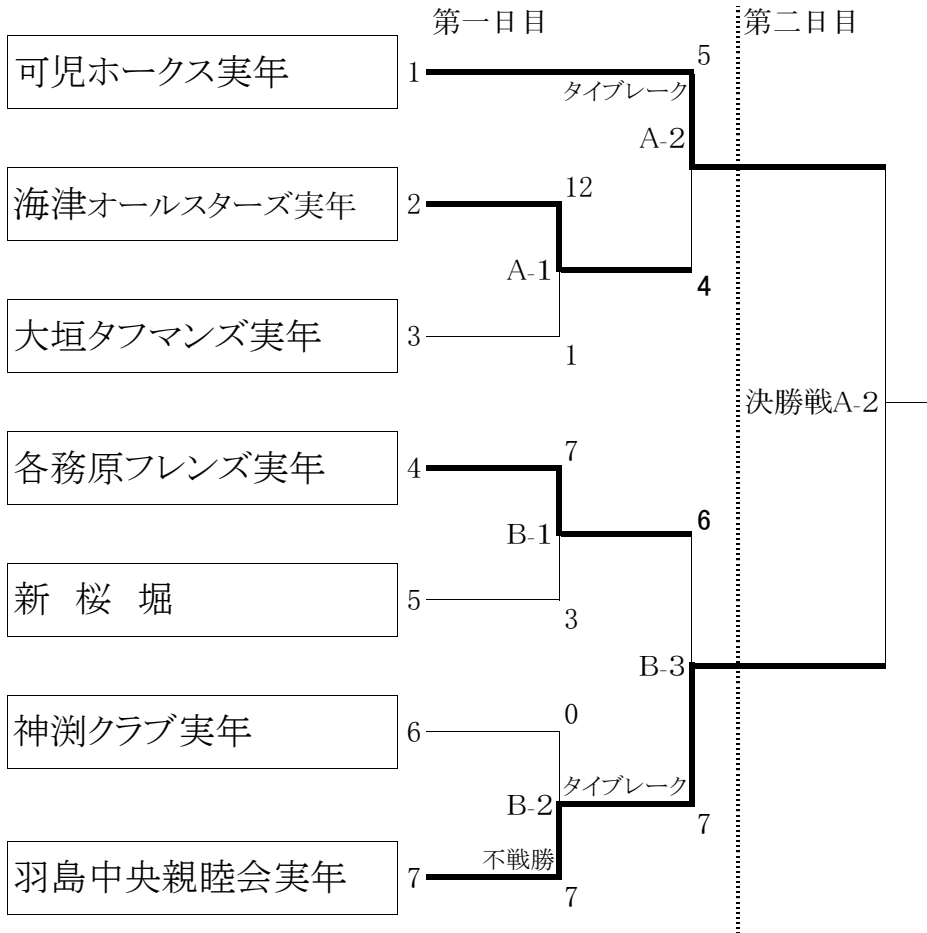 第一日目
第二日目
可児ホークス実年
1
5
タイブレーク
A-2
海津オールスターズ実年
2
12
A-1
4
大垣タフマンズ実年
3
1
決勝戦A-2
各務原フレンズ実年
4
7
6
B-1
新 桜 堀
5
3
B-3
神渕クラブ実年
6
0
タイブレーク
B-2
7
不戦勝
羽島中央親睦会実年
7
7